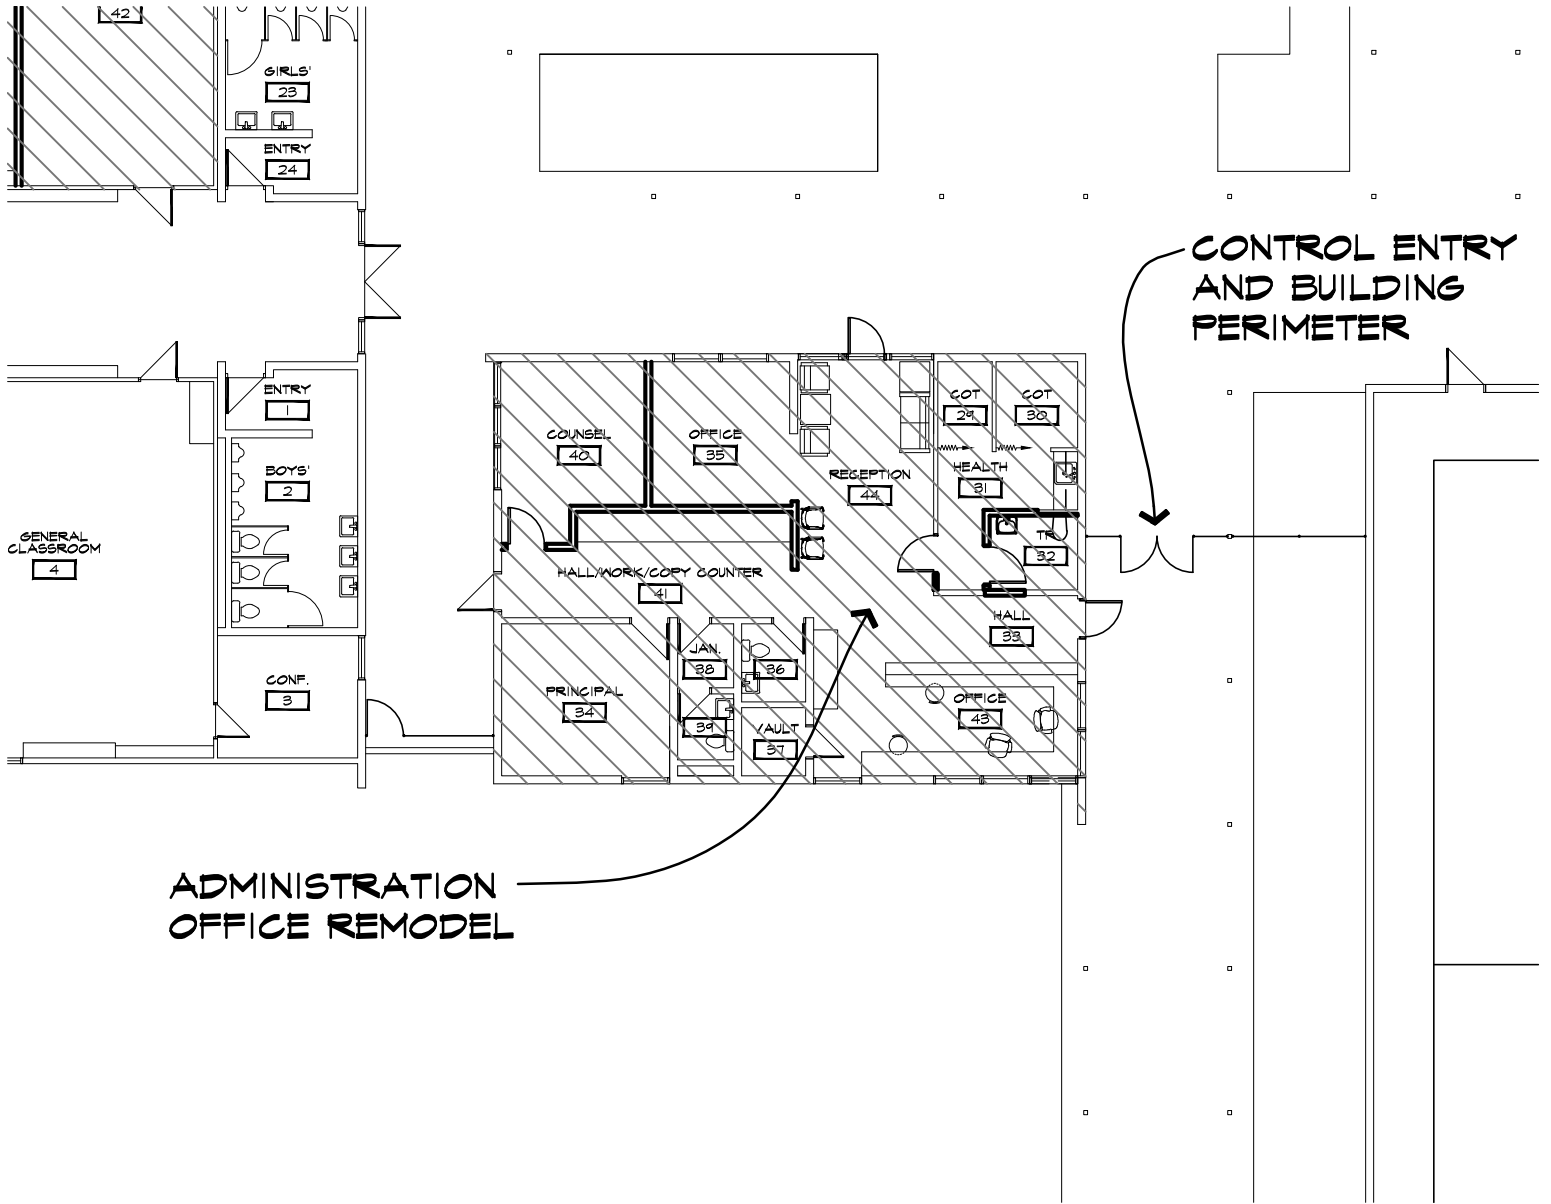 42
GIRLS'
23
ENTRY
24
CONTROL ENTRY
AND BUILDING
PERIMETER
ENTRY
1
BOYS'
2
GENERAL
CLASSROOM
4
CONF.
3
COUNSEL
40
OFFICE
35
RECEPTION
44
COT
29
COT
30
HEALTH
31
TR
32
HALL/WORK/COPY COUNTER
41
HALL
33
JAN.
38
36
PRINCIPAL
34
39
VAULT
37
OFFICE
43
ADMINISTRATION
OFFICE REMODEL